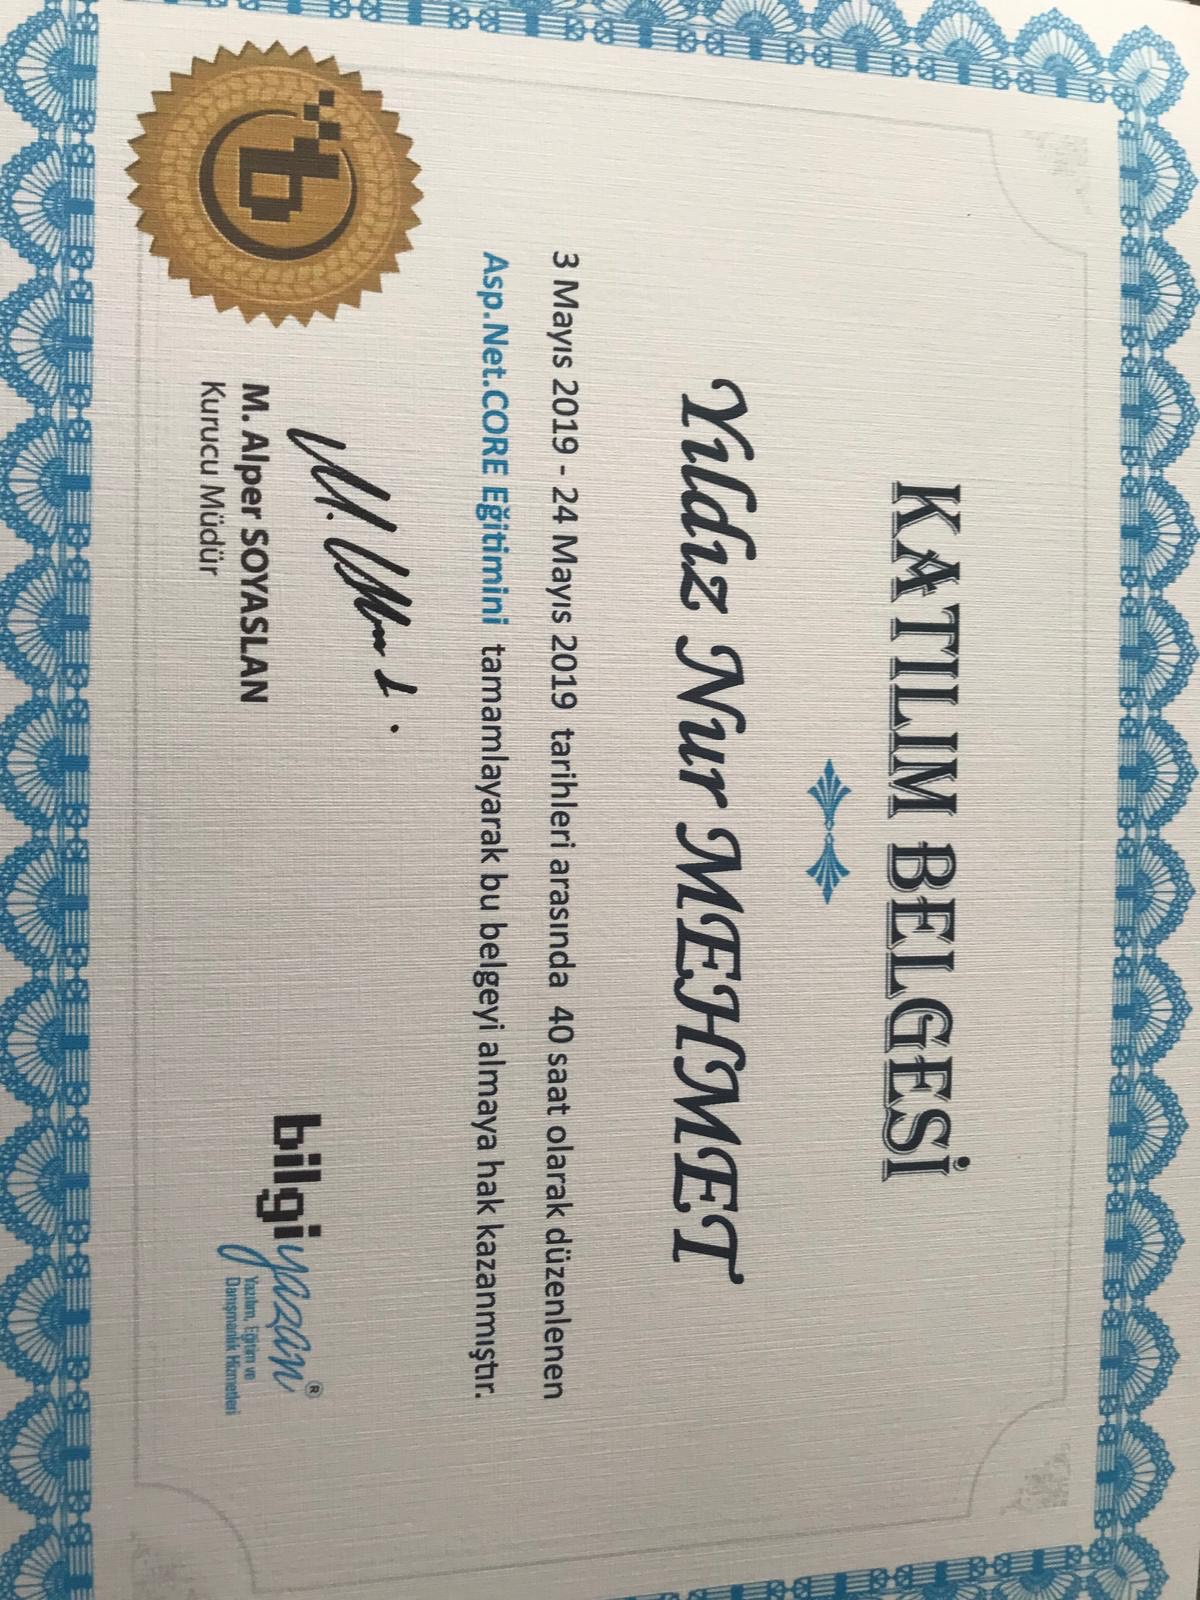 KATILIM BELGESİ
Yıldız Nur MEHMET
3 Mayıs 2019 - 24 Mayıs 2019 tarihleri arasında 40 saat olarak düzenlenen
Asp.Net.CORE Eğitimini tamamlayarak bu belgeyi almaya hak kazanmıştır.
b
M. Alper SOYASLAN
Kurucu Müdür
bilgiyazan®
Yazılım, Eğitim ve
Danışmanlık Hizmetleri